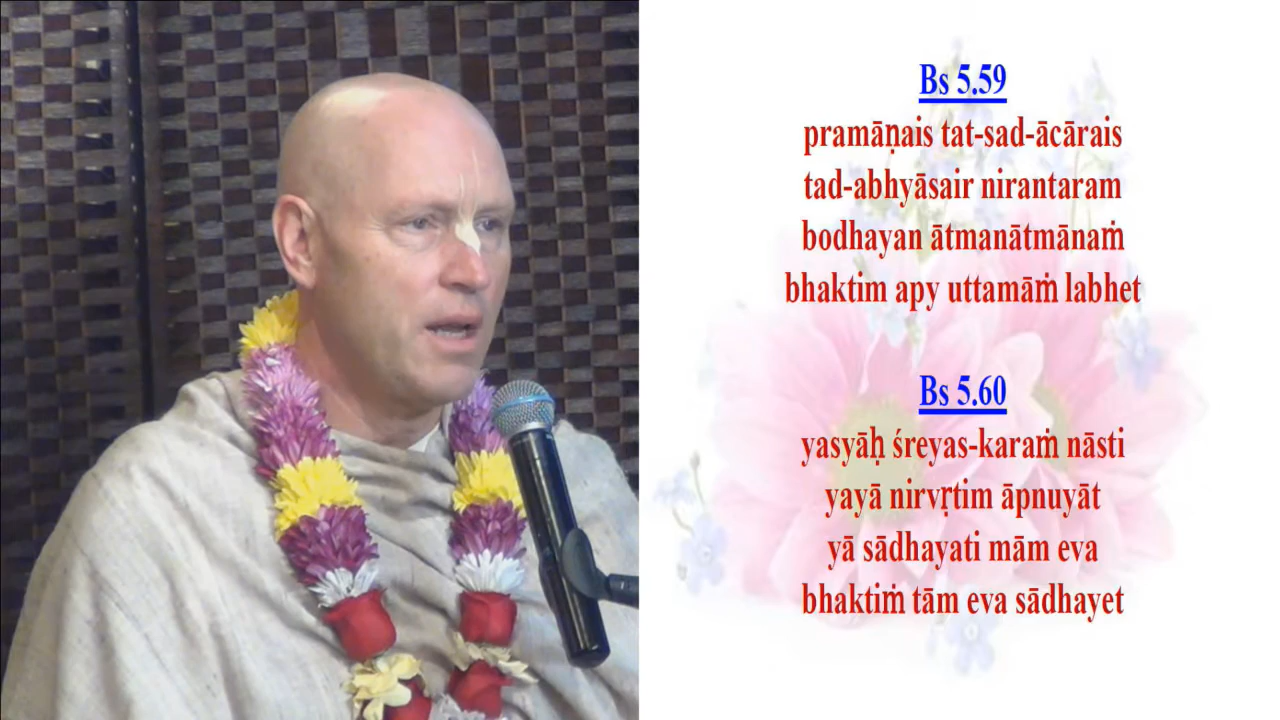 Bs 5.59
pramāṇais tat-sad-ācārais
tad-abhyāsair nirantaram
bodhayan ātmanātmānaṁ
bhaktim apy uttamāṁ labhet
Bs 5.60
yasyāḥ śreyas-karaṁ nāsti
yayā nirvṛtim āpnuyāt
yā sādhayati mām eva
bhaktiṁ tām eva sādhayet